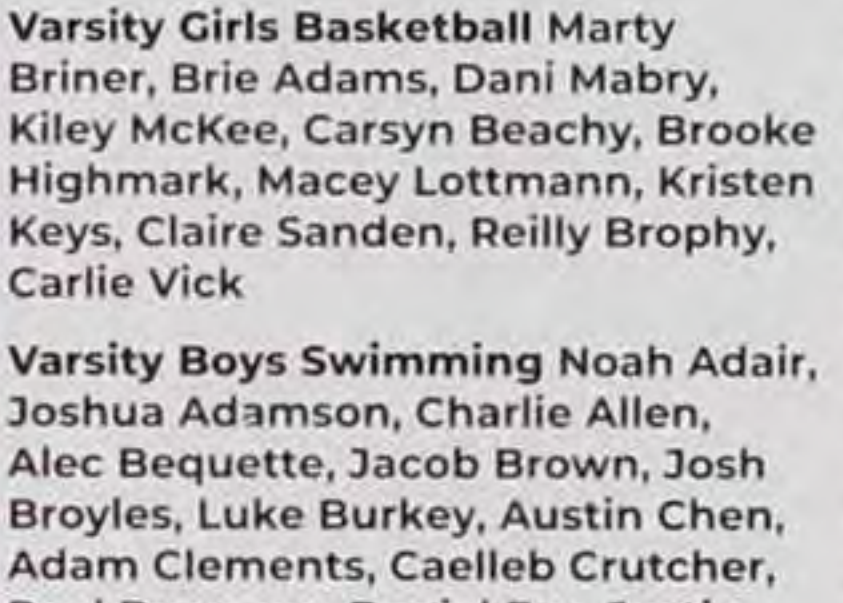 Varsity Girls Basketball Marty
Briner, Brie Adams, Dani Mabry,
Kiley McKee, Carsyn Beachy, Brooke
Highmark, Macey Lottmann, Kristen
Keys, Claire Sanden, Reilly Brophy,
Carlie Vick
Varsity Boys Swimming Noah Adair,
Joshua Adamson, Charlie Allen,
Alec Bequette, Jacob Brown, Josh
Broyles, Luke Burkey, Austin Chen,
Adam Clements, Caelleb Crutcher,